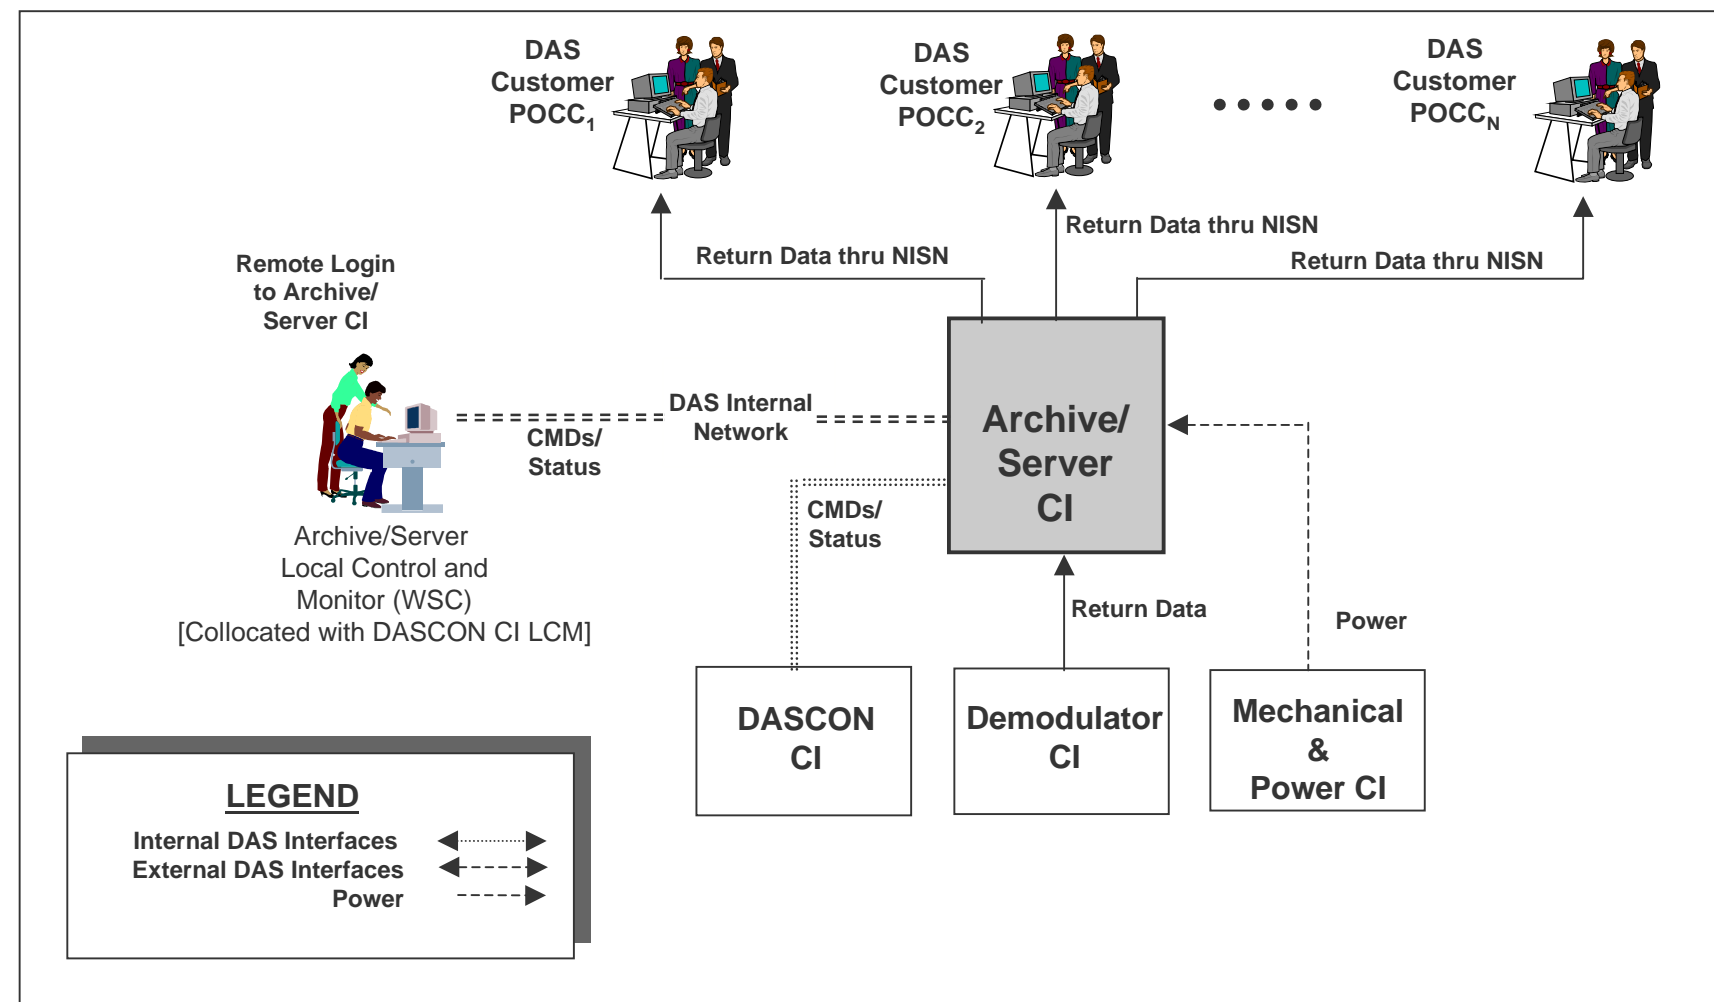 DAS
Customer
POCC1
DAS
Customer
POCC2
DAS
Customer
POCCN
Return Data thru NISN
Return Data thru NISN
Return Data thru NISN
Remote Login
to Archive/
Server CI
DAS Internal
Network
CMDs/
Status
Archive/
Server
CI
CMDs/
Status
Archive/Server
Local Control and
Monitor (WSC)
[Collocated with DASCON CI LCM]
Return Data
Power
DASCON
CI
Demodulator
CI
Mechanical
&
Power CI
LEGEND
Internal DAS Interfaces
External DAS Interfaces
Power